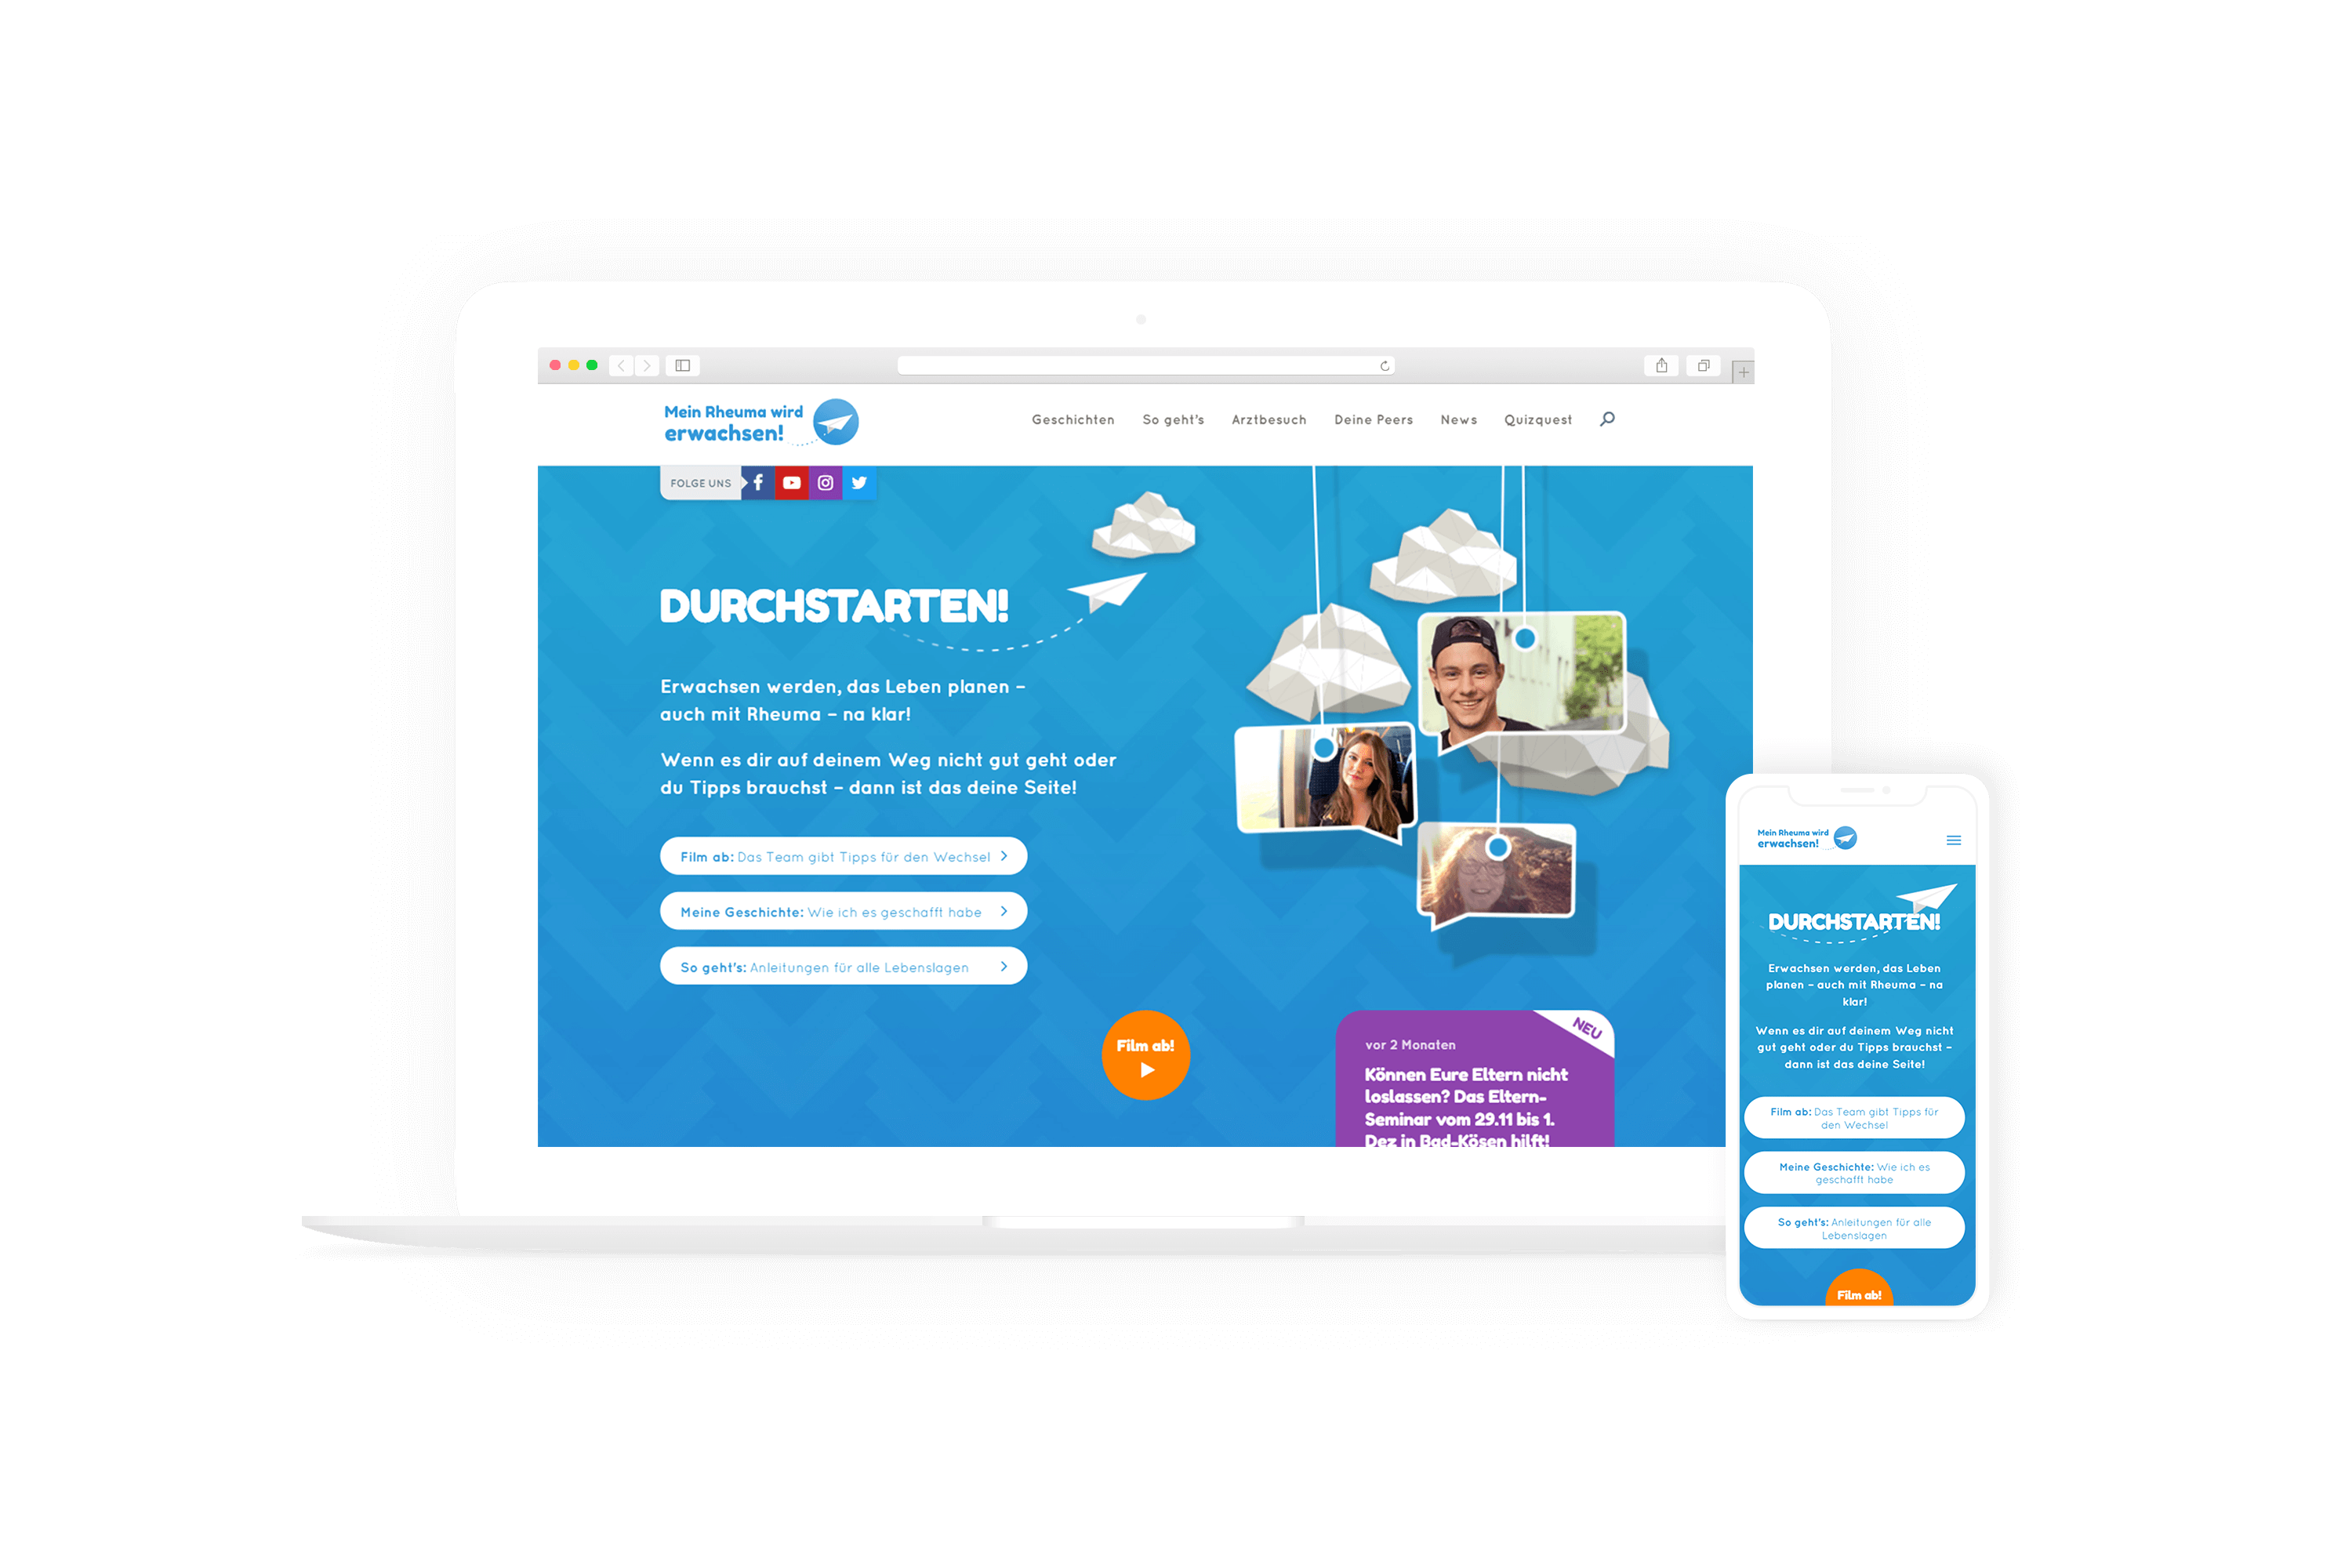 Mein Rheuma wird
erwachsen!
Geschichten So geht's Arztbesuch Deine Peers News Quizquest
FOLGE UNS
DURCHSTARTEN!
Erwachsen werden, das Leben planen –
auch mit Rheuma – na klar!
Wenn es dir auf deinem Weg nicht gut geht oder
du Tipps brauchst – dann ist das deine Seite!
Film ab: Das Team gibt Tipps für den Wechsel
Meine Geschichte: Wie ich es geschafft habe
So geht's: Anleitungen für alle Lebenslagen
Film ab!
NEU
vor 2 Monaten
Können Eure Eltern nicht
loslassen? Das Eltern-
Seminar vom 29.11 bis 1.
Dez in Bad-Kösen hilft!
Mein Rheuma wird
erwachsen!
DURCHSTARTEN!
Erwachsen werden, das Leben
planen – auch mit Rheuma – na
klar!
Wenn es dir auf deinem Weg nicht
gut geht oder du Tipps brauchst –
dann ist das deine Seite!
Film ab: Das Team gibt Tipps für
den Wechsel
Meine Geschichte: Wie ich es
geschafft habe
So geht's: Anleitungen für alle
Lebenslagen
Film ab!